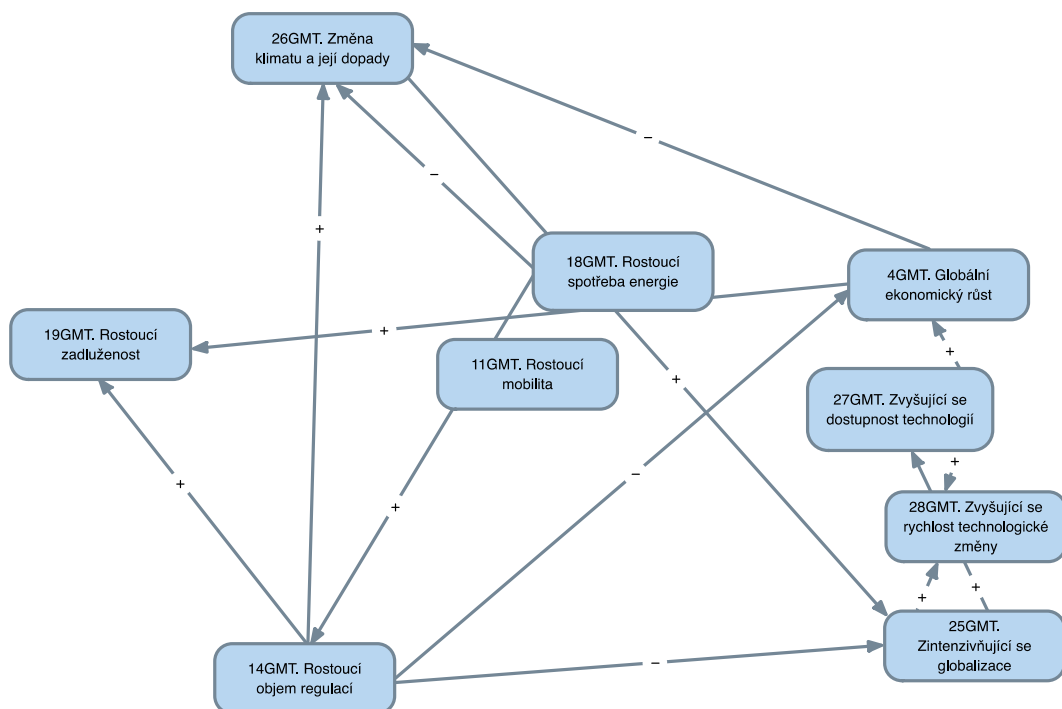 26GMT. Změna
klimatu a její dopady
−
−
+
18GMT. Rostoucí
spotřeba energie
4GMT. Globální
ekonomický růst
19GMT. Rostoucí
zadluženost
+
11GMT. Rostoucí
mobilita
+
+
27GMT. Zvyšující se
dostupnost technologií
+
−
+
+
28GMT. Zvyšující se
rychlost technologické
změny
+
+
25GMT.
Zintenzivňující se
globalizace
14GMT. Rostoucí
objem regulací
−